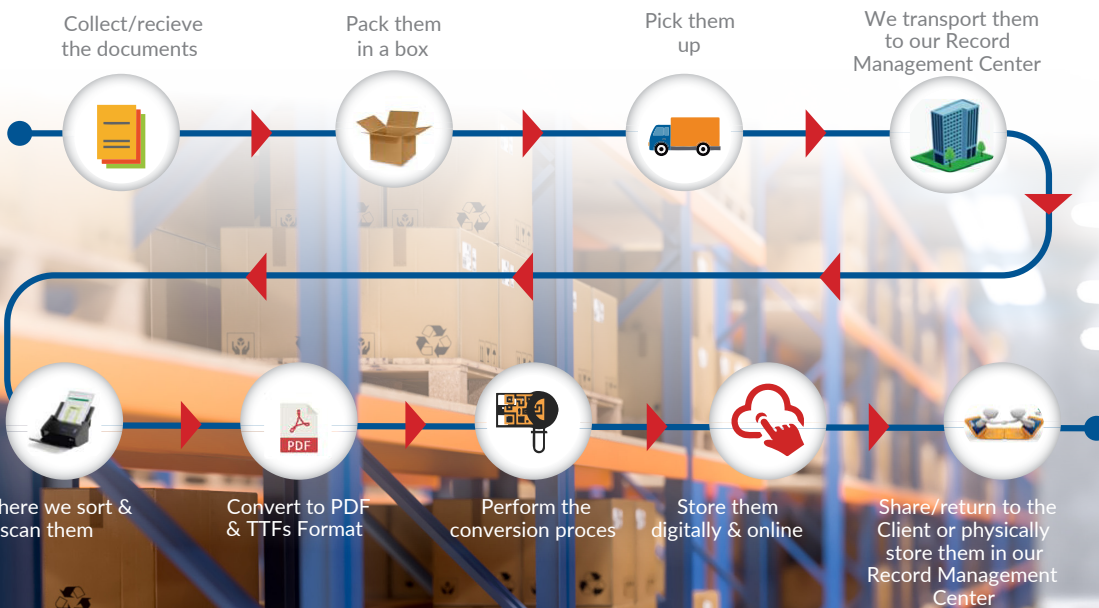 Collect/recieve
the documents
Pack them
in a box
Pick them
up
We transport them
to our Record
Management Center
here we sort &
scan them
PDF
Convert to PDF
& TTFs Format
Perform the
conversion proces
Store them
digitally & online
Share/return to the
Client or physically
store them in our
Record Management
Center